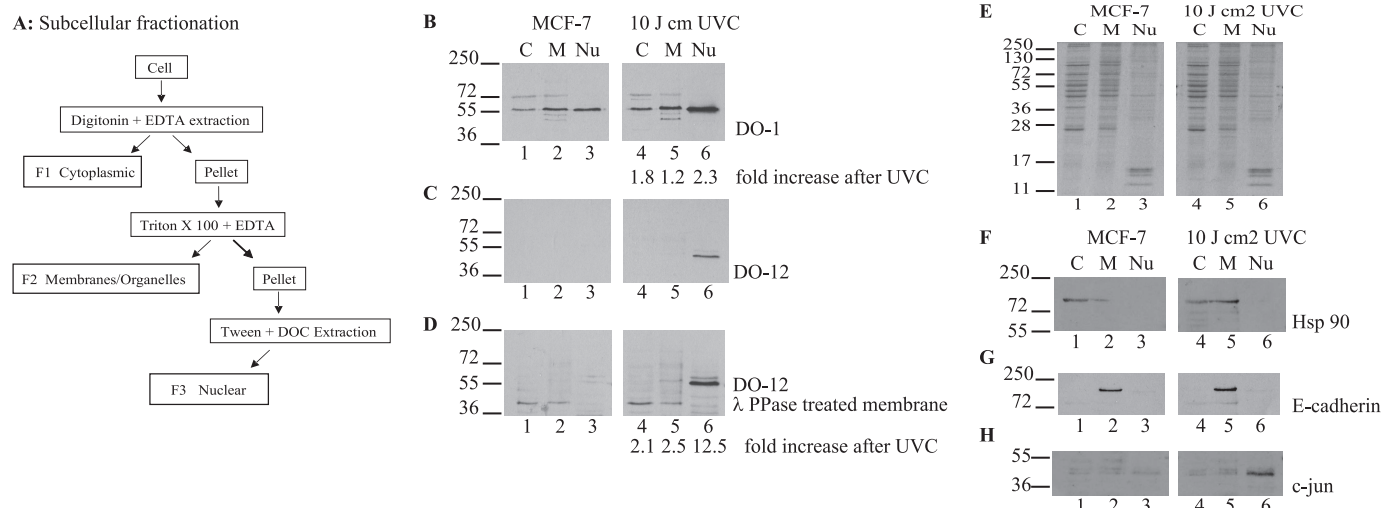 A: Subcellular fractionation
Cell
Digitonin + EDTA extraction
F1 Cytoplasmic
Pellet
Triton X 100 + EDTA
F2 Membranes/Organelles
Pellet
Tween + DOC Extraction
F3 Nuclear
B
MCF-7 10 J cm UVC
C M Nu C M Nu
250
72
55
36
DO-1
1 2 3 4 5 6
1.8 1.2 2.3 fold increase after UVC
C
250
72
55
36
DO-12
1 2 3 4 5 6
D
250
72
55
36
DO-12
λ PPase treated membrane
1 2 3 4 5 6
2.1 2.5 12.5 fold increase after UVC
E
MCF-7 10 J cm2 UVC
C M Nu C M Nu
250
130
72
55
36
28
17
11
1 2 3 4 5 6
F
MCF-7 10 J cm2 UVC
C M Nu C M Nu
250
72
55
Hsp 90
1 2 3 4 5 6
G
250
72
E-cadherin
1 2 3 4 5 6
H
55
36
c-jun
1 2 3 4 5 6